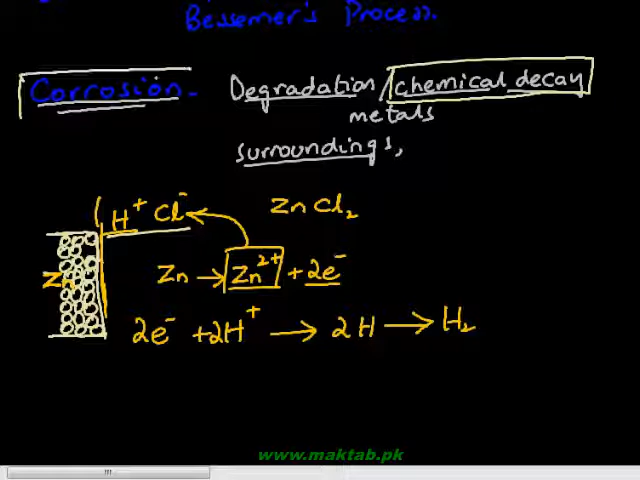 Bessemer's Process.
Corrosion. Degradation/chemical decay
metals
surroundings,
H⁺ Cl⁻ ZnCl₂
Zn Zn → Zn²⁺ + 2e⁻
2e⁻ + 2H⁺ → 2H → H₂
www.maktab.pk